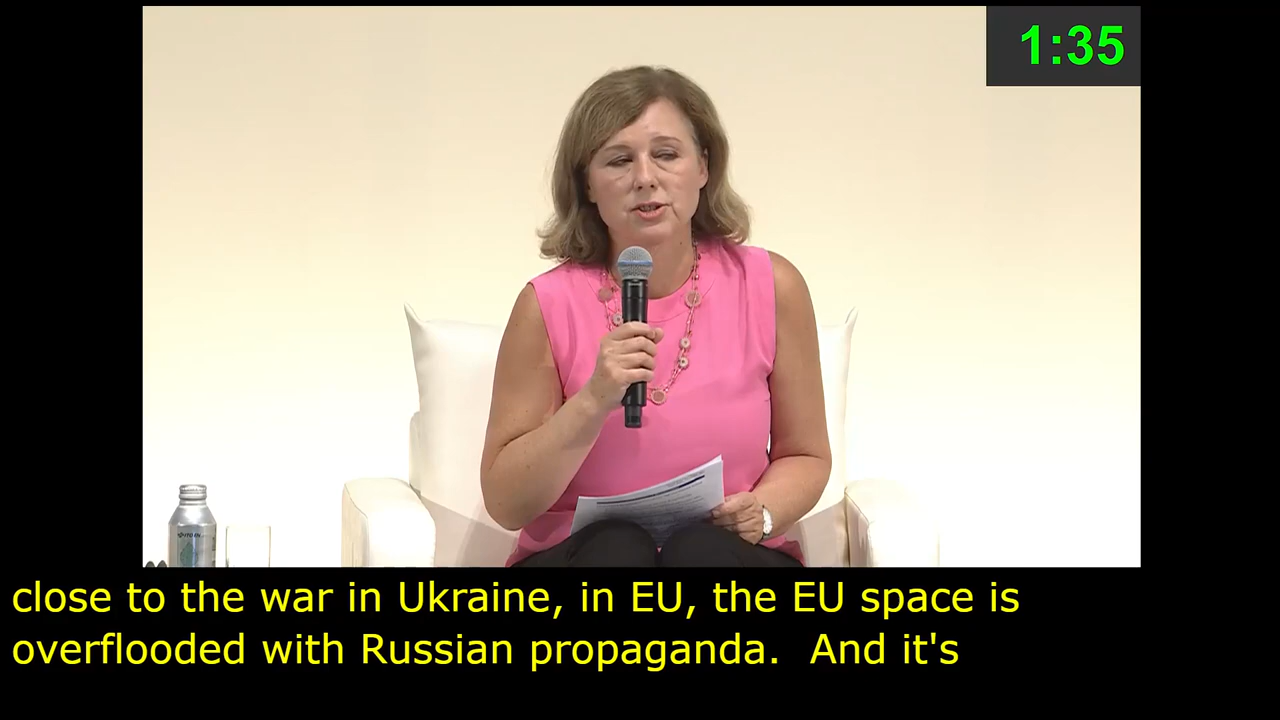 1:35
close to the war in Ukraine, in EU, the EU space is
overflooded with Russian propaganda.  And it's